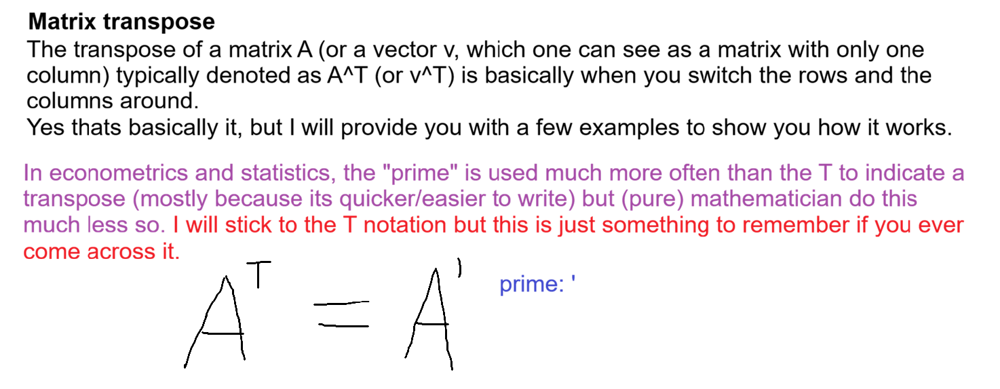 Matrix transpose
The transpose of a matrix A (or a vector v, which one can see as a matrix with only one
column) typically denoted as A^T (or v^T) is basically when you switch the rows and the
columns around.
Yes thats basically it, but I will provide you with a few examples to show you how it works.
In econometrics and statistics, the "prime" is used much more often than the T to indicate a
transpose (mostly because its quicker/easier to write) but (pure) mathematician do this
much less so. I will stick to the T notation but this is just something to remember if you ever
come across it.
A^T = A'
prime: '